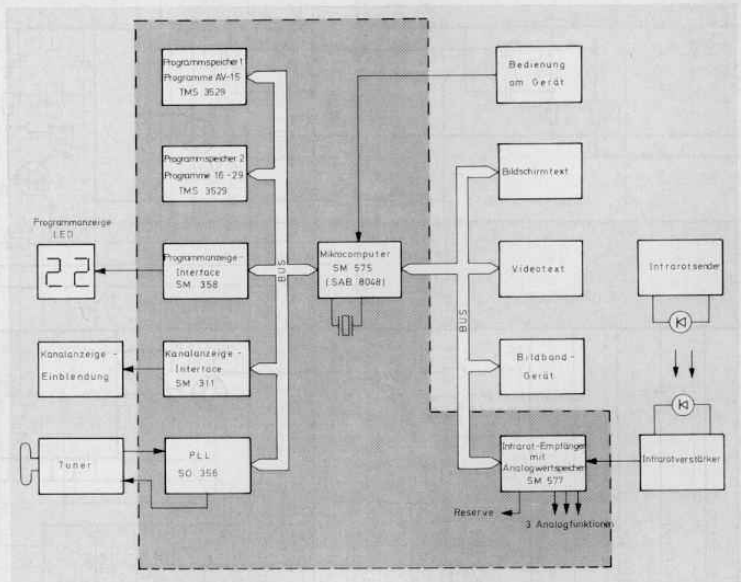 Programmspeicher 1
Programme AV-15
TMS 3529
Bedienung
am Gerät
Programmspeicher 2
Programme 16-29
TMS 3529
Bildschirmtext
Programmanzeige
LED
22
Programmanzeige-
Interface
SM 358
BUS
Mikrocomputer
SM 575
(SAB 8048)
Videotext
Infrarotsender
BUS
Kanalanzeige-
Einblendung
Kanalanzeige-
Interface
SM 311
Bildband-
Gerät
Tuner
PLL
SO 356
Infrarot-Empfänger
mit
Analogwertspeicher
SM 577
Infrarotverstärker
Reserve
3 Analogfunktionen